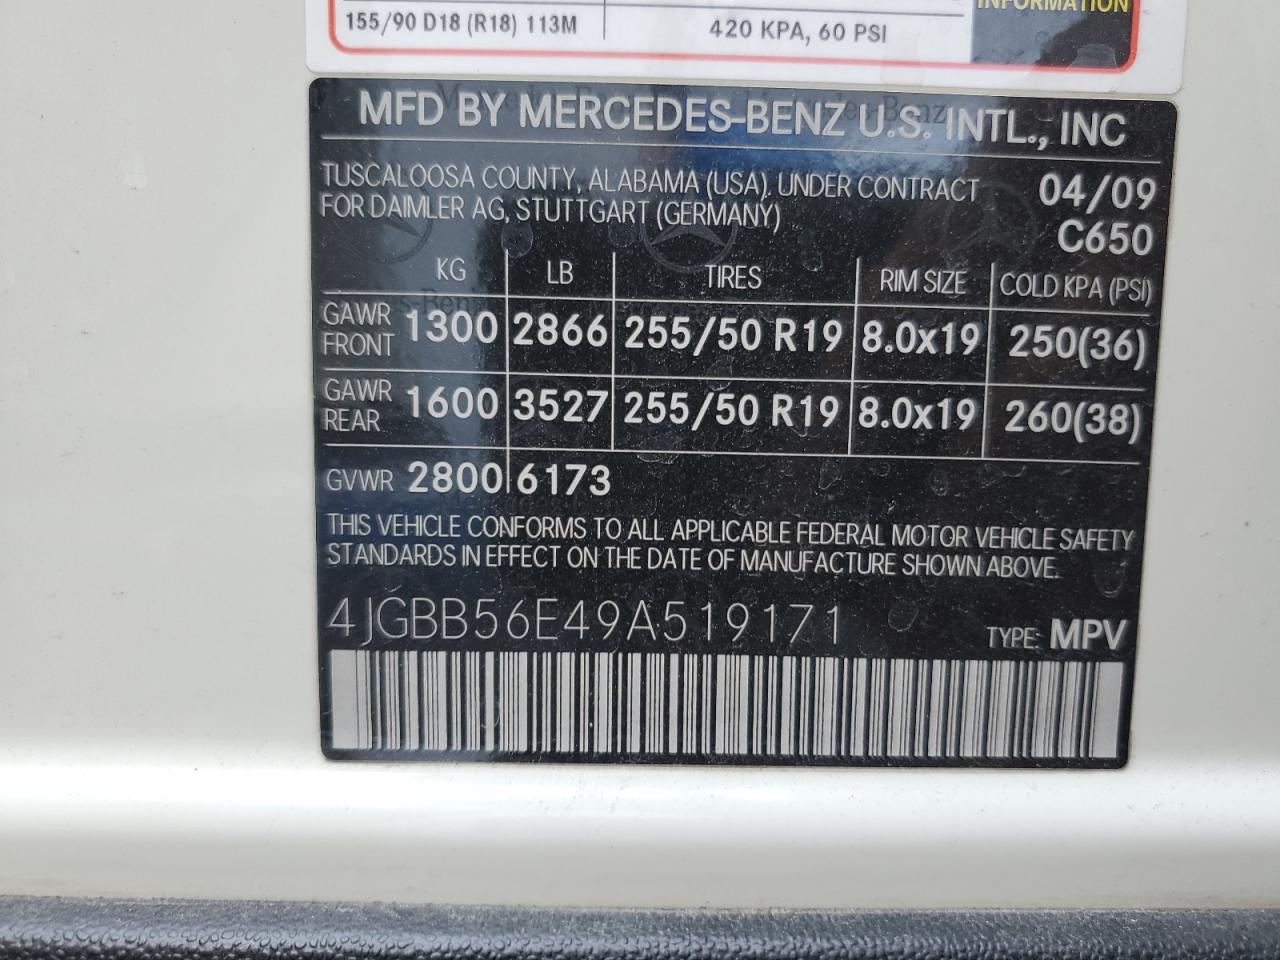 INFORMATION
155/90 D18 (R18) 113M 420 KPA, 60 PSI
MFD BY MERCEDES-BENZ U.S. INTL., INC
TUSCALOOSA COUNTY, ALABAMA (USA), UNDER CONTRACT 04/09
FOR DAIMLER AG, STUTTGART (GERMANY) C650
KG LB TIRES RIM SIZE COLD KPA (PSI)
GAWR FRONT 1300 2866 255/50 R19 8.0x19 250(36)
GAWR REAR 1600 3527 255/50 R19 8.0x19 260(38)
GVWR 2800 6173
THIS VEHICLE CONFORMS TO ALL APPLICABLE FEDERAL MOTOR VEHICLE SAFETY
STANDARDS IN EFFECT ON THE DATE OF MANUFACTURE SHOWN ABOVE.
4JGBB56E49A519171 TYPE: MPV